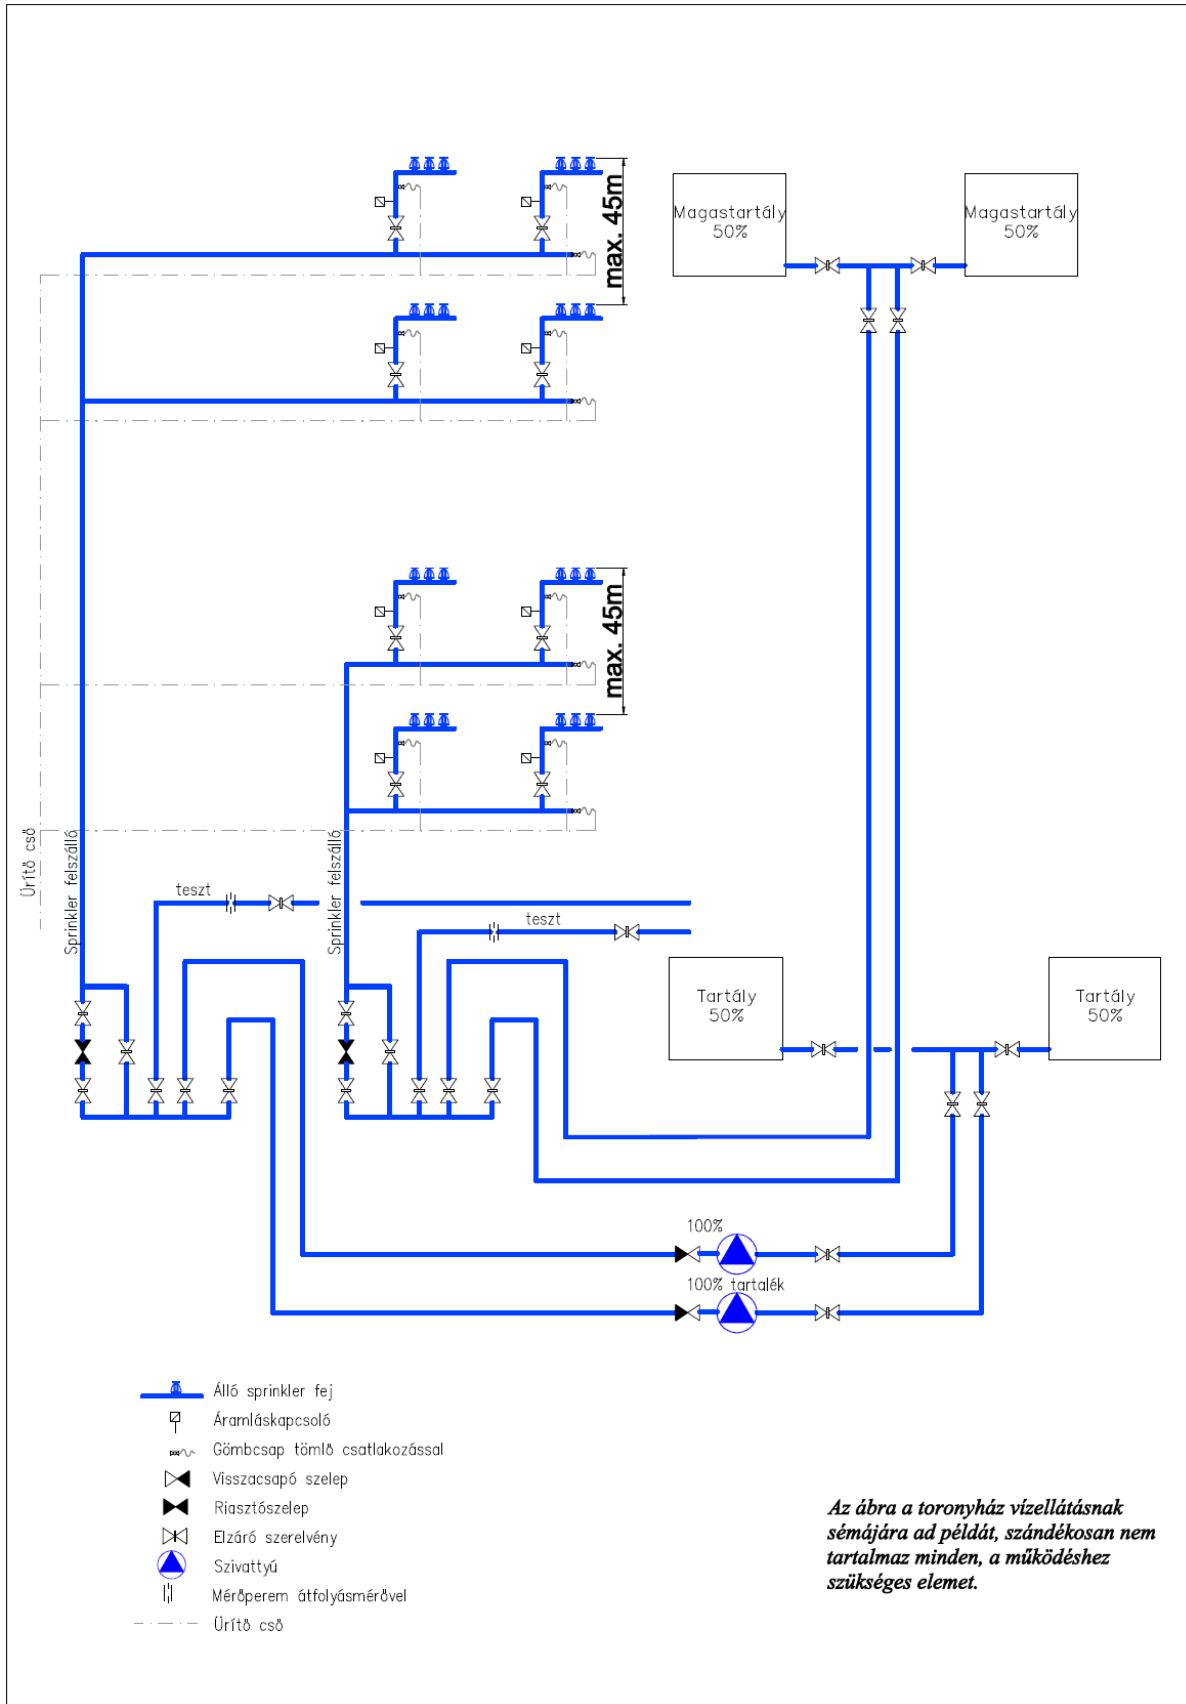 max. 45m
Magastartály
50%
Magastartály
50%
max. 45m
Ürítő cső
Sprinkler felszálló
Sprinkler felszálló
teszt
teszt
Tartály
50%
Tartály
50%
100%
100% tartalék
Álló sprinkler fej
Áramláskapcsoló
Gömbcsap tömlő csatlakozással
Visszacsapó szelep
Riasztószelep
Elzáró szerelvény
Szivattyú
Mérőperem átfolyásmérővel
Ürítő cső
Az ábra a toronyház vízellátásnak
sémájára ad példát, szándékosan nem
tartalmaz minden, a működéshez
szükséges elemet.